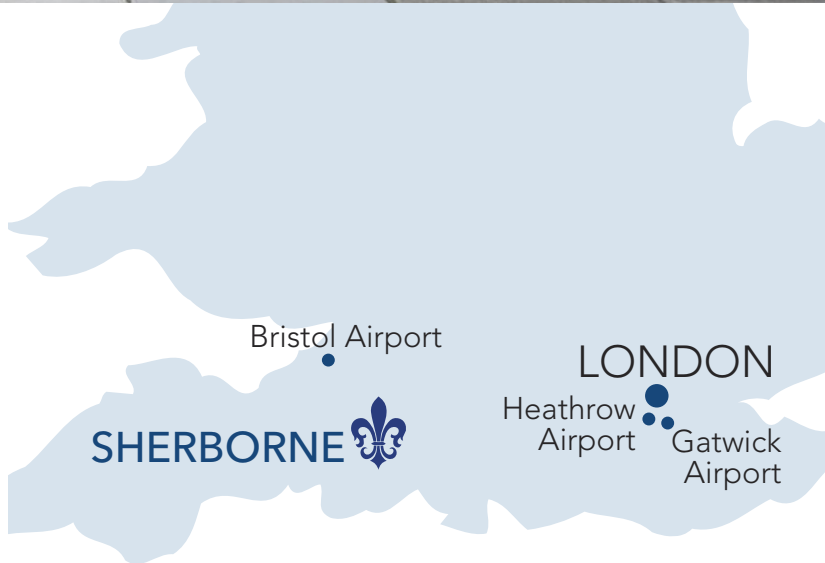 Bristol Airport
LONDON
Heathrow
Airport
Gatwick
Airport
SHERBORNE